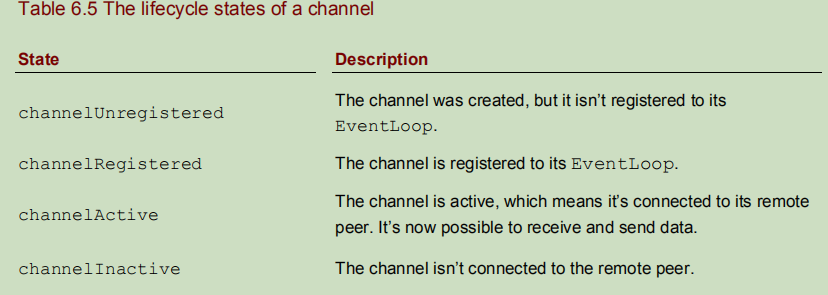 Table 6.5 The lifecycle states of a channel
State Description
channelUnregistered The channel was created, but it isn’t registered to its
EventLoop.
channelRegistered The channel is registered to its EventLoop.
channelActive The channel is active, which means it’s connected to its remote
peer. It’s now possible to receive and send data.
channelInactive The channel isn’t connected to the remote peer.